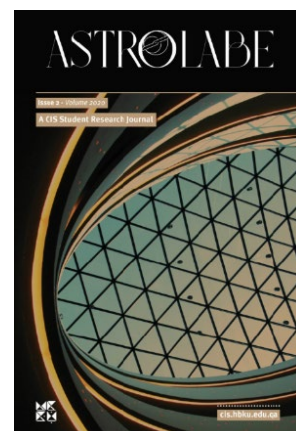 ASTROLABE
Issue 2 - Volume 2020
A CIS Student Research Journal
cis.hbku.edu.qa